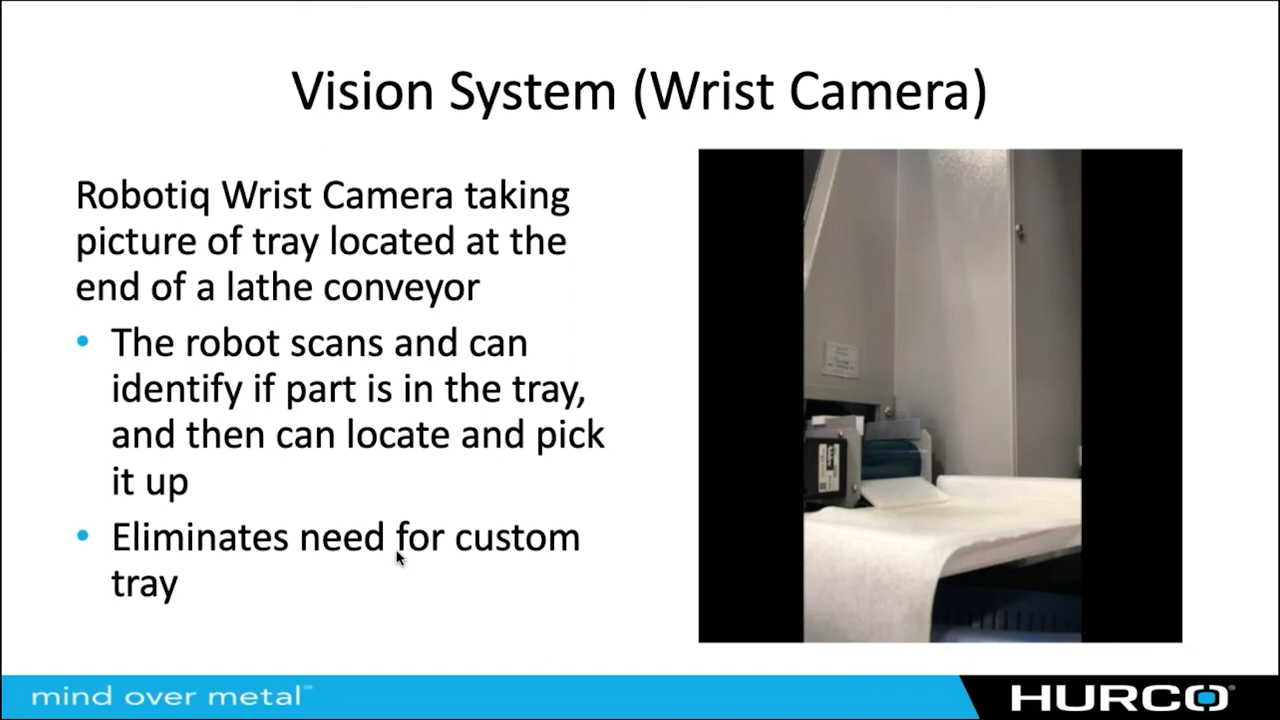 Vision System (Wrist Camera)
Robotiq Wrist Camera taking
picture of tray located at the
end of a lathe conveyor
• The robot scans and can
identify if part is in the tray,
and then can locate and pick
it up
• Eliminates need for custom
tray
mind over metal™
HURCO